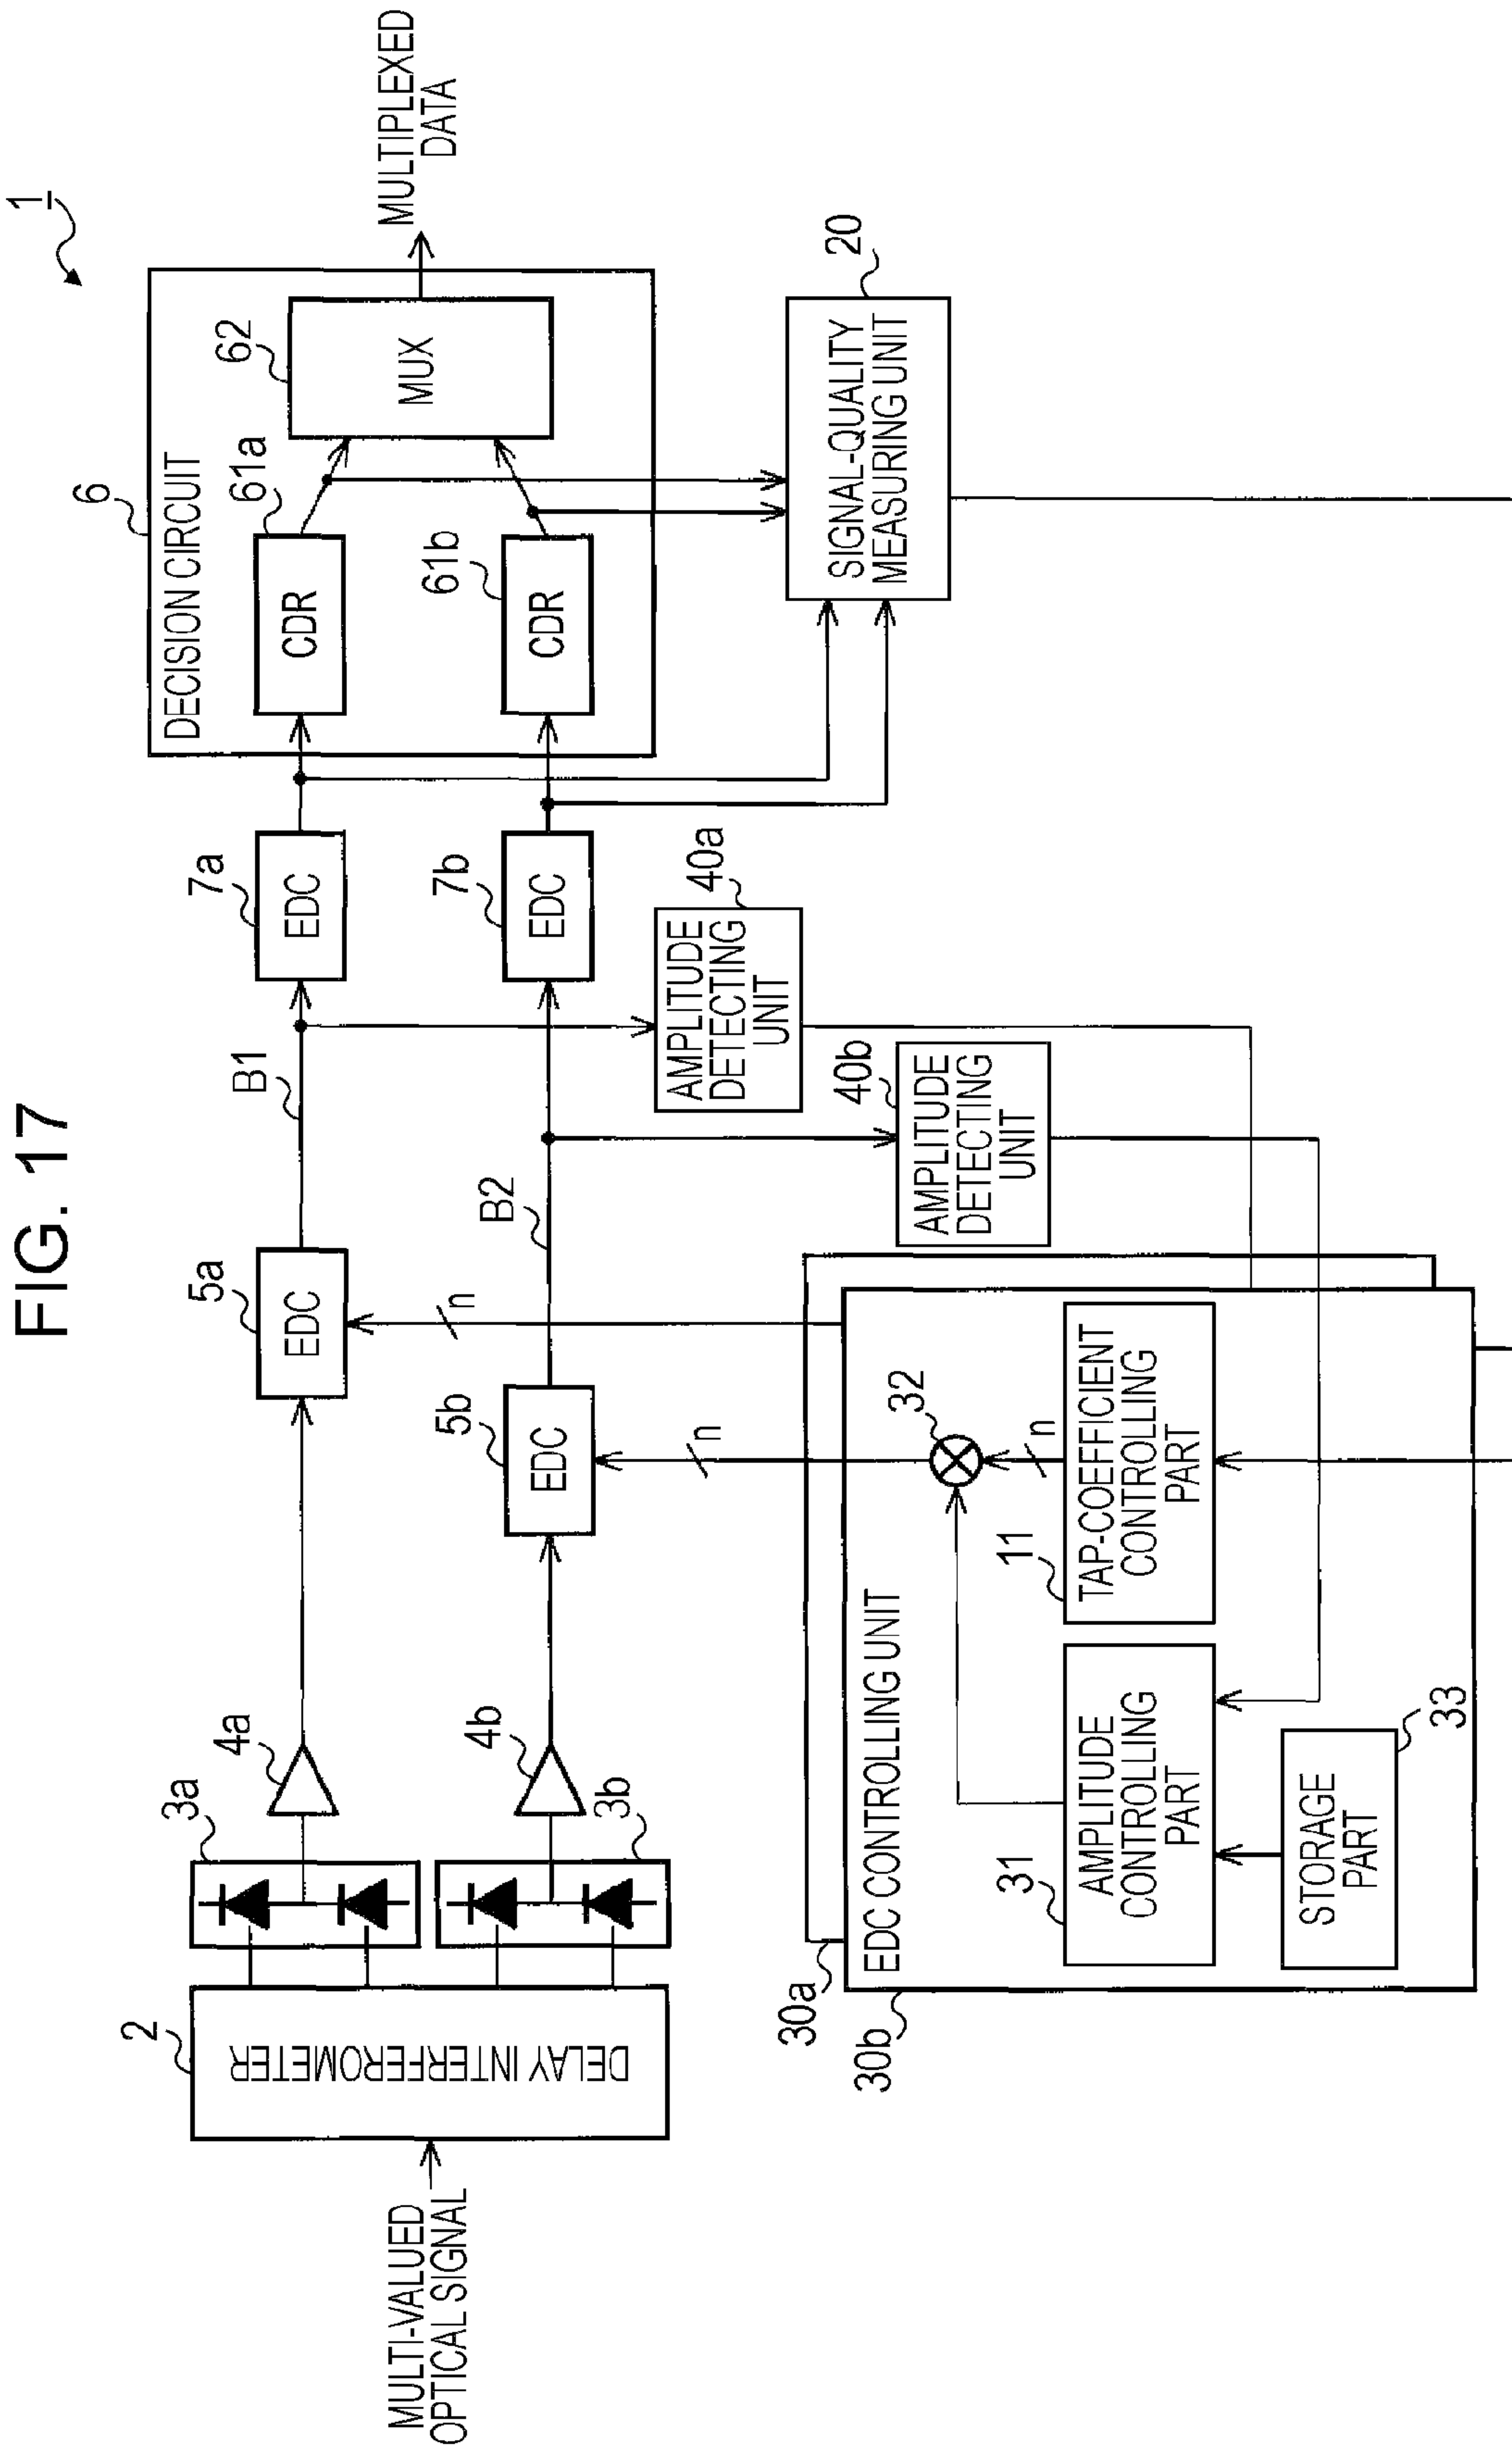 FIG. 17
1
MULTI-VALUED
OPTICAL SIGNAL
2
DELAY INTERFEROMETER
3a
3b
4a
4b
5a
EDC
5b
EDC
B1
B2
n
n
7a
EDC
7b
EDC
6
DECISION CIRCUIT
61a
CDR
61b
CDR
62
MUX
MULTIPLEXED
DATA
40a
AMPLITUDE
DETECTING
UNIT
40b
AMPLITUDE
DETECTING
UNIT
20
SIGNAL-QUALITY
MEASURING UNIT
30a
30b
EDC CONTROLLING UNIT
32
n
31
AMPLITUDE
CONTROLLING
PART
11
TAP-COEFFICIENT
CONTROLLING
PART
33
STORAGE
PART